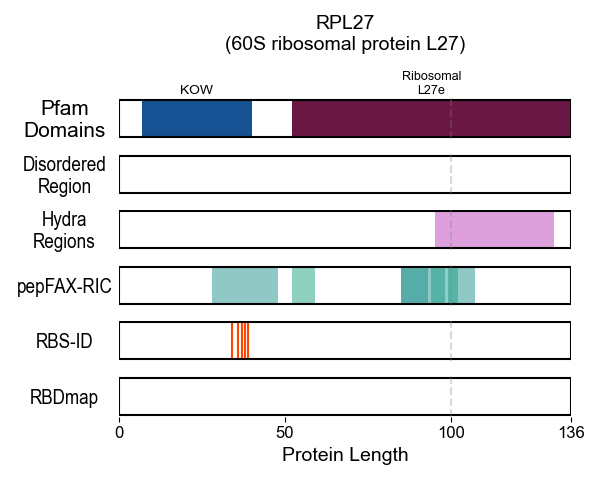 RPL27
(60S ribosomal protein L27)
KOW
Ribosomal
L27e
Pfam
Domains
Disordered
Region
Hydra
Regions
pepFAX-RIC
RBS-ID
RBDmap
0 50 100 136
Protein Length